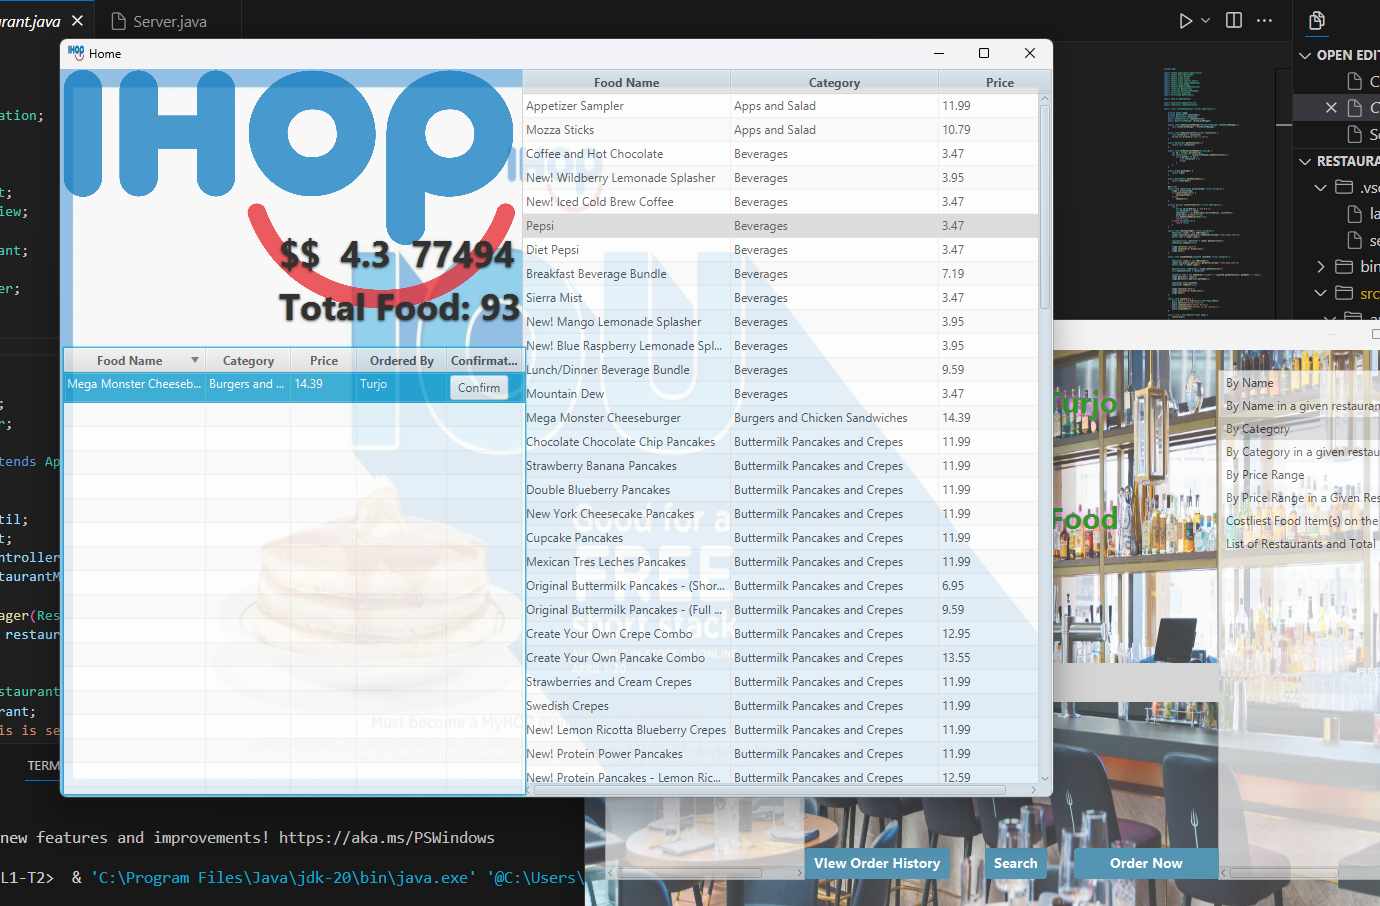 rant.java
Server.java
OPEN EDIT
C
C
Se
RESTAURA
.vsc
la
se
bin
src
Home
IHOP
$$ 4.3 77494
Total Food: 93
Food Name Category Price Ordered By Confirmat...
Mega Monster Cheeseb... Burgers and ... 14.39 Turjo Confirm
Food Name Category Price
Appetizer Sampler Apps and Salad 11.99
Mozza Sticks Apps and Salad 10.79
Coffee and Hot Chocolate Beverages 3.47
New! Wildberry Lemonade Splasher Beverages 3.95
New! Iced Cold Brew Coffee Beverages 3.47
Pepsi Beverages 3.47
Diet Pepsi Beverages 3.47
Breakfast Beverage Bundle Beverages 7.19
Sierra Mist Beverages 3.47
New! Mango Lemonade Splasher Beverages 3.95
New! Blue Raspberry Lemonade Spl... Beverages 3.95
Lunch/Dinner Beverage Bundle Beverages 9.59
Mountain Dew Beverages 3.47
Mega Monster Cheeseburger Burgers and Chicken Sandwiches 14.39
Chocolate Chocolate Chip Pancakes Buttermilk Pancakes and Crepes 11.99
Strawberry Banana Pancakes Buttermilk Pancakes and Crepes 11.99
Double Blueberry Pancakes Buttermilk Pancakes and Crepes 11.99
New York Cheesecake Pancakes Buttermilk Pancakes and Crepes 11.99
Cupcake Pancakes Buttermilk Pancakes and Crepes 11.99
Mexican Tres Leches Pancakes Buttermilk Pancakes and Crepes 11.99
Original Buttermilk Pancakes - (Shor... Buttermilk Pancakes and Crepes 6.95
Original Buttermilk Pancakes - (Full ... Buttermilk Pancakes and Crepes 9.59
Create Your Own Crepe Combo Buttermilk Pancakes and Crepes 12.95
Create Your Own Pancake Combo Buttermilk Pancakes and Crepes 13.55
Strawberries and Cream Crepes Buttermilk Pancakes and Crepes 11.99
Swedish Crepes Buttermilk Pancakes and Crepes 11.99
New! Lemon Ricotta Blueberry Crepes Buttermilk Pancakes and Crepes 11.99
New! Protein Power Pancakes Buttermilk Pancakes and Crepes 11.99
New! Protein Pancakes - Lemon Ric... Buttermilk Pancakes and Crepes 12.59
IOU
Good for a
FREE
short stack
Must become a MyHOP
ation;
t;
iew;
ant;
er;
;
r;
tends Ap
til;
t;
ntroller
taurantM
ager(Res
restaur
staurant
rant;
is is se
TERM
new features and improvements! https://aka.ms/PSWindows
L1-T2> & 'C:\Program Files\Java\jdk-20\bin\java.exe' '@C:\Users\
Turjo
Food
By Name
By Name in a given restauran
By Category
By Category in a given restau
By Price Range
By Price Range in a Given Res
Costliest Food Item(s) on the
List of Restaurants and Total
View Order History
Search
Order Now